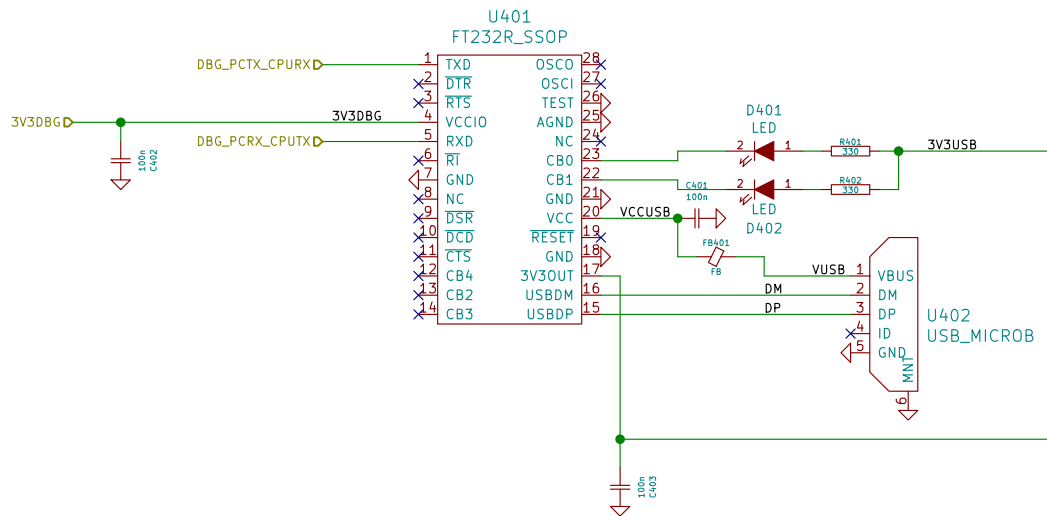 U401
FT232R_SSOP
DBG_PCTX_CPURX
1 TXD
2 DTR
3 RTS
3V3DBG
3V3DBG
4 VCCIO
DBG_PCRX_CPUTX
5 RXD
6 RI
7 GND
8 NC
9 DSR
10 DCD
11 CTS
12 CB4
13 CB2
14 CB3
100n
C402
OSCO 28
OSCI 27
TEST 26
AGND 25
NC 24
CB0 23
CB1 22
GND 21
VCC 20
RESET 19
GND 18
3V3OUT 17
USBDM 16
USBDP 15
D401
LED
2 1
R401
330
3V3USB
2 1
R402
330
LED
D402
C401
100n
VCCUSB
FB401
FB
VUSB
DM
DP
1 VBUS
2 DM
3 DP
4 ID
5 GND
MNT
6
U402
USB_MICROB
100n
C403